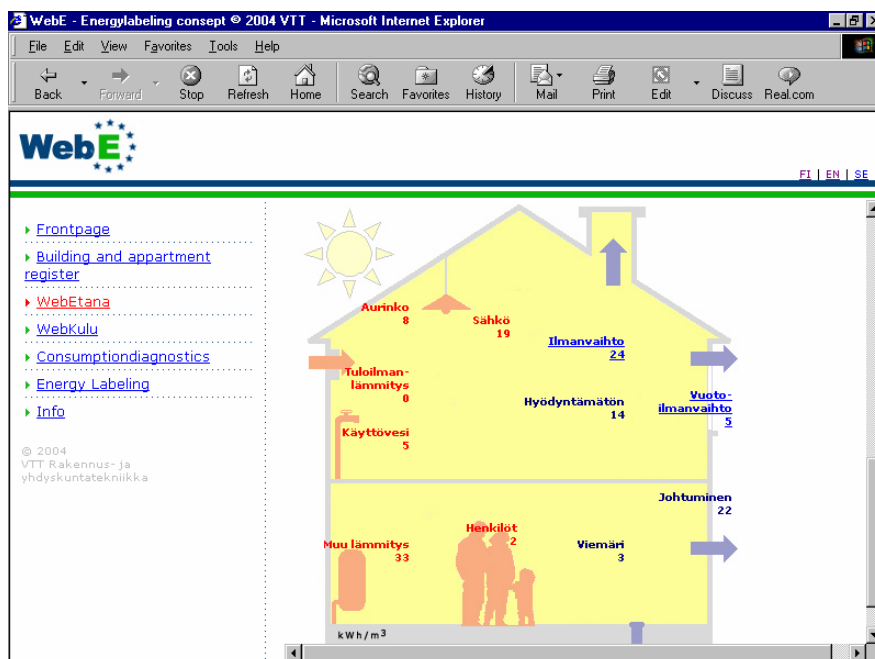 WebE - Energylabeling consept © 2004 VTT - Microsoft Internet Explorer
File Edit View Favorites Tools Help
Back Forward Stop Refresh Home Search Favorites History Mail Print Edit Discuss Real.com
WebE
FI | EN | SE
Frontpage
Building and appartment
register
WebEtana
WebKulu
Consumptiondiagnostics
Energy Labeling
Info
© 2004
VTT Rakennus- ja
yhdyskuntatekniikka
Aurinko
8
Sähkö
19
Ilmanvaihto
24
Tuloilman-
lämmitys
0
Hyödyntämätön
14
Vuoto-
ilmanvaihto
5
Käyttövesi
5
Johtuminen
22
Muu lämmitys
33
Henkilöt
2
Viemäri
3
kWh/m³